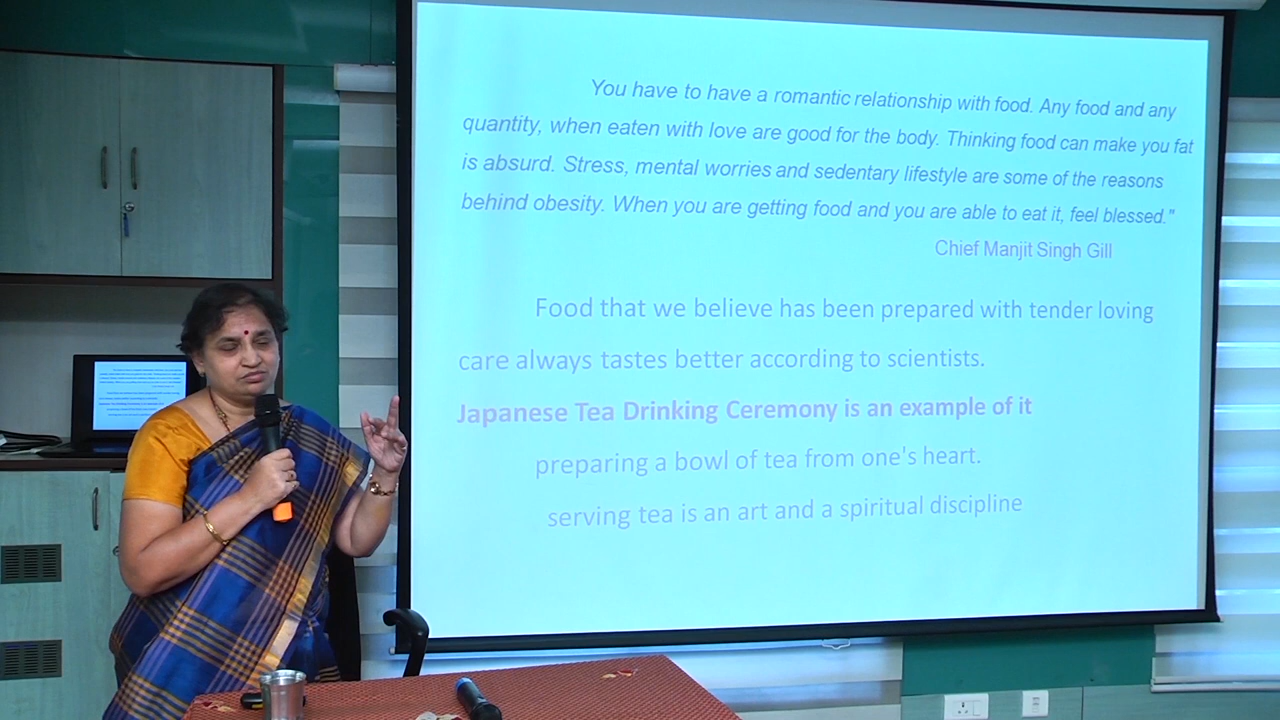 You have to have a romantic relationship with food. Any food and any
quantity, when eaten with love are good for the body. Thinking food can make you fat
is absurd. Stress, mental worries and sedentary lifestyle are some of the reasons
behind obesity. When you are getting food and you are able to eat it, feel blessed."
Chief Manjit Singh Gill
Food that we believe has been prepared with tender loving
care always tastes better according to scientists.
Japanese Tea Drinking Ceremony is an example of it
preparing a bowl of tea from one's heart.
serving tea is an art and a spiritual discipline